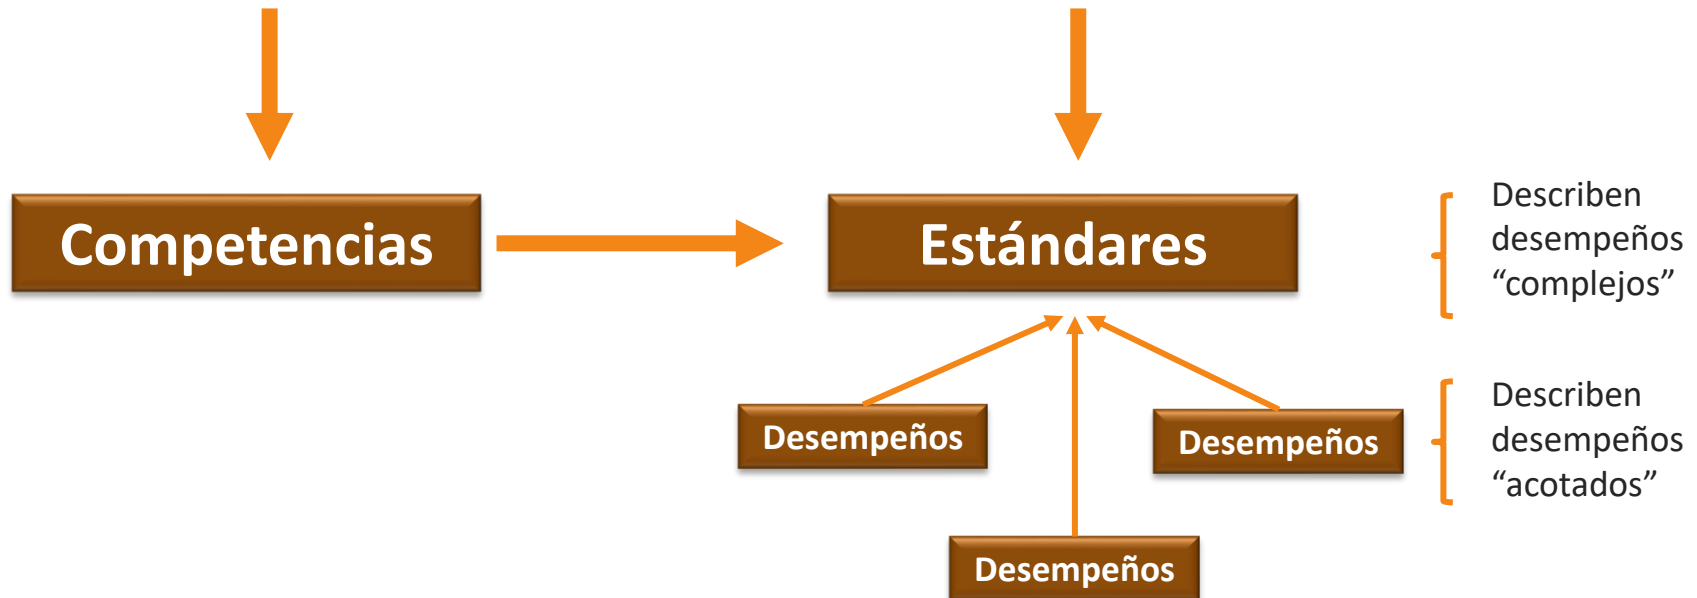 Competencias
Estándares
Describen
desempeños
“complejos”
Desempeños
Desempeños
Describen
desempeños
“acotados”
Desempeños